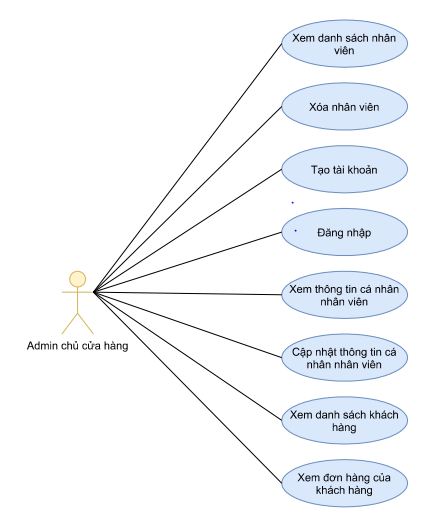 Xem danh sách nhân
viên
Xóa nhân viên
Tạo tài khoản
Đăng nhập
Xem thông tin cá nhân
nhân viên
Admin chủ cửa hàng
Cập nhật thông tin cá
nhân nhân viên
Xem danh sách khách
hàng
Xem đơn hàng của
khách hàng